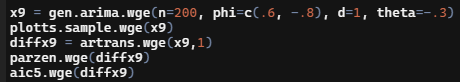 x9 = gen.arima.wge(n=200, phi=c(.6, -.8), d=1, theta=-.3)
plotts.sample.wge(x9)
diffx9 = artrans.wge(x9,1)
parzen.wge(diffx9)
aic5.wge(diffx9)